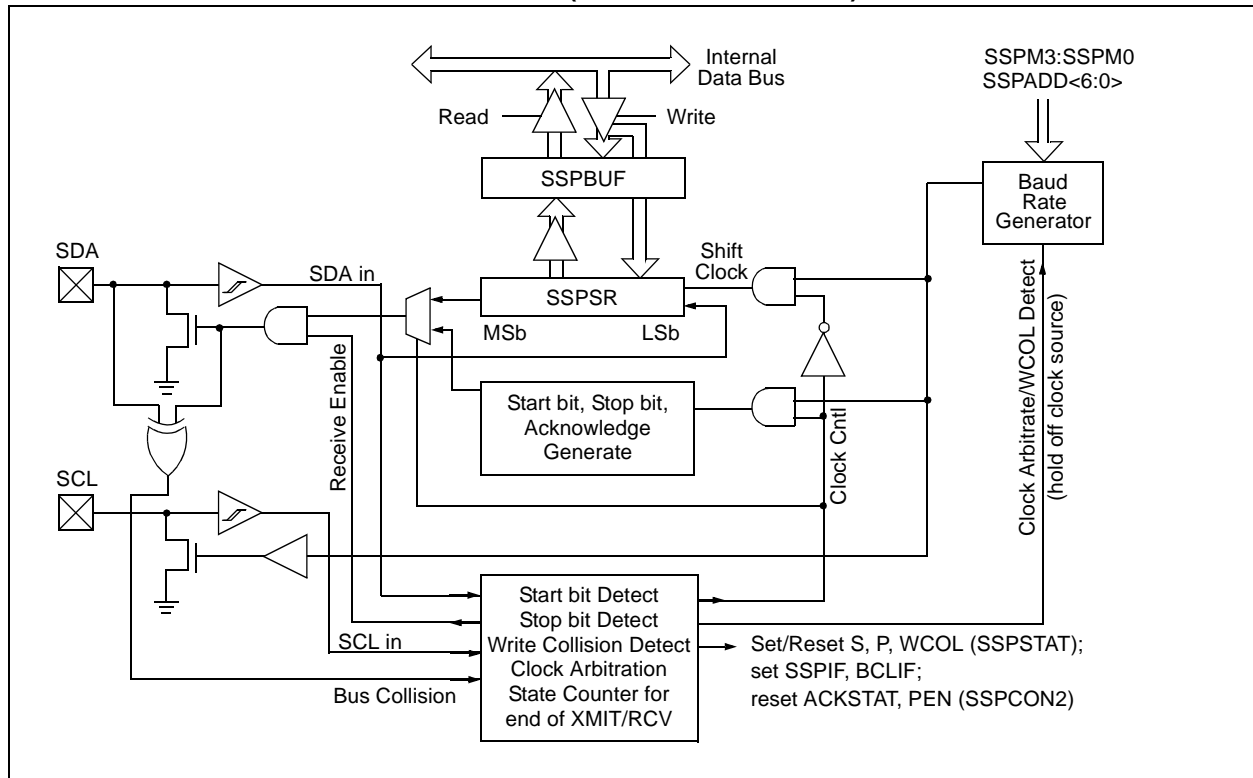 Internal
Data Bus
SSPM3:SSPM0
SSPADD<6:0>
Read
Write
SSPBUF
Baud
Rate
Generator
SDA
SDA in
Shift
Clock
SSPSR
MSb
LSb
Receive Enable
Start bit, Stop bit,
Acknowledge
Generate
Clock Cntl
Clock Arbitrate/WCOL Detect
(hold off clock source)
SCL
Start bit Detect
Stop bit Detect
Write Collision Detect
Clock Arbitration
State Counter for
end of XMIT/RCV
SCL in
Bus Collision
Set/Reset S, P, WCOL (SSPSTAT);
set SSPIF, BCLIF;
reset ACKSTAT, PEN (SSPCON2)